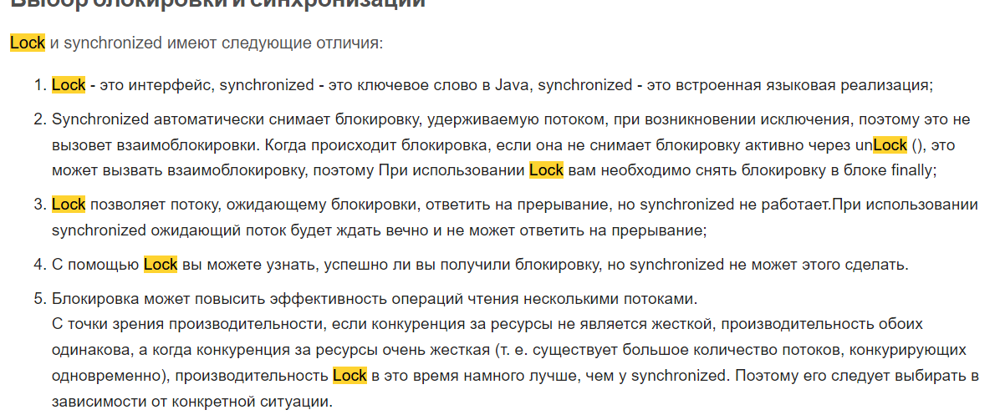 Выбор блокировки и синхронизации
Lock и synchronized имеют следующие отличия:
1. Lock - это интерфейс, synchronized - это ключевое слово в Java, synchronized - это встроенная языковая реализация;
2. Synchronized автоматически снимает блокировку, удерживаемую потоком, при возникновении исключения, поэтому это не
вызовет взаимоблокировки. Когда происходит блокировка, если она не снимает блокировку активно через unLock (), это
может вызвать взаимоблокировку, поэтому При использовании Lock вам необходимо снять блокировку в блоке finally;
3. Lock позволяет потоку, ожидающему блокировки, ответить на прерывание, но synchronized не работает.При использовании
synchronized ожидающий поток будет ждать вечно и не может ответить на прерывание;
4. С помощью Lock вы можете узнать, успешно ли вы получили блокировку, но synchronized не может этого сделать.
5. Блокировка может повысить эффективность операций чтения несколькими потоками.
С точки зрения производительности, если конкуренция за ресурсы не является жесткой, производительность обоих
одинакова, а когда конкуренция за ресурсы очень жесткая (т. е. существует большое количество потоков, конкурирующих
одновременно), производительность Lock в это время намного лучше, чем у synchronized. Поэтому его следует выбирать в
зависимости от конкретной ситуации.